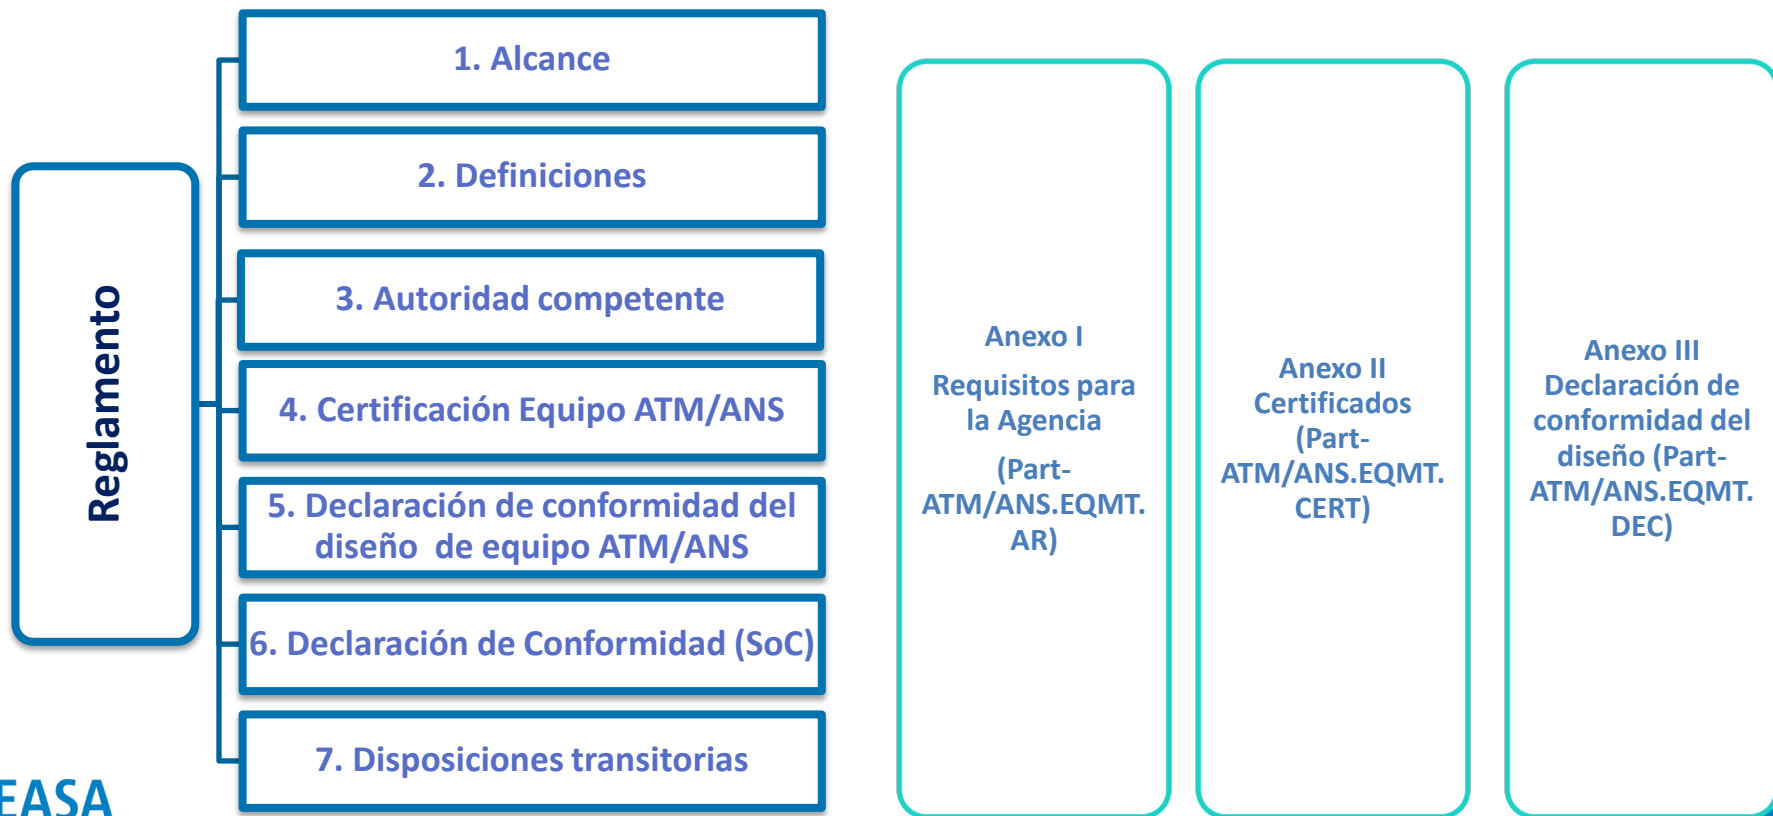 Reglamento
1. Alcance
2. Definiciones
3. Autoridad competente
4. Certificación Equipo ATM/ANS
5. Declaración de conformidad del
diseño de equipo ATM/ANS
6. Declaración de Conformidad (SoC)
7. Disposiciones transitorias
Anexo I
Requisitos para
la Agencia
(Part-
ATM/ANS.EQMT.
AR)
Anexo II
Certificados
(Part-
ATM/ANS.EQMT.
CERT)
Anexo III
Declaración de
conformidad del
diseño (Part-
ATM/ANS.EQMT.
DEC)
EASA